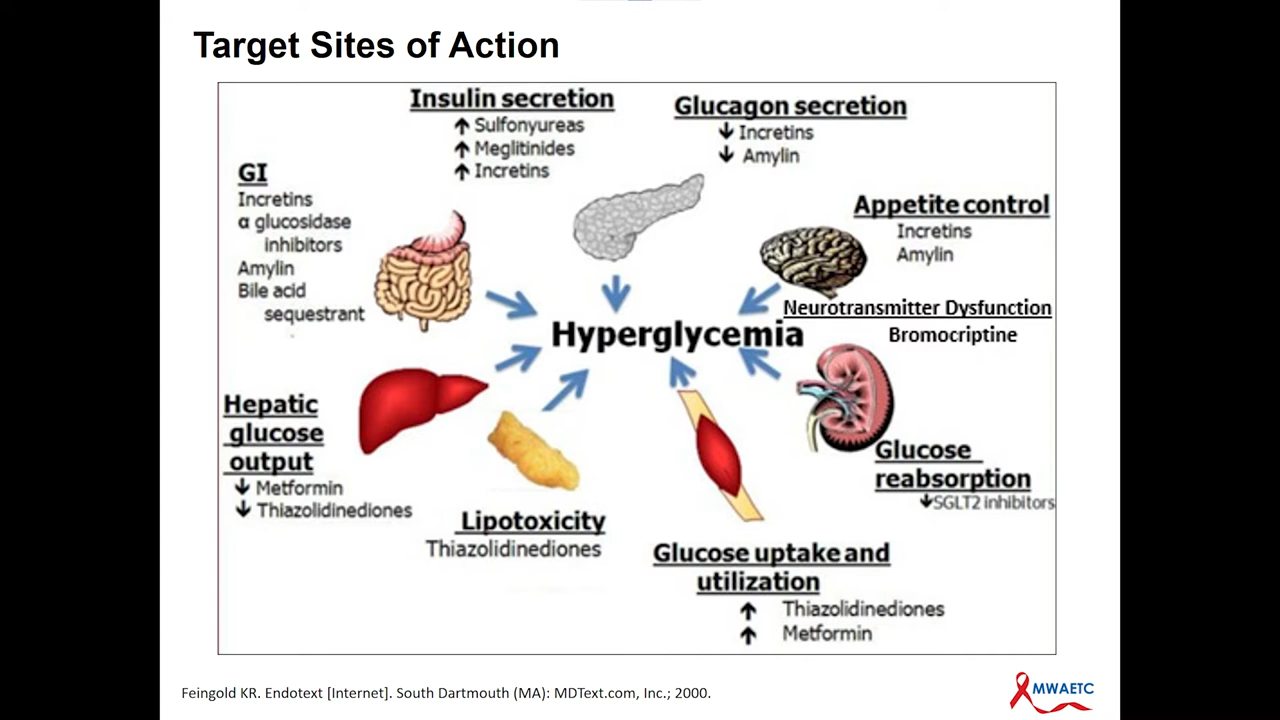 Target Sites of Action
Insulin secretion
↑ Sulfonyureas
↑ Meglitinides
↑ Incretins
Glucagon secretion
↓ Incretins
↓ Amylin
GI
Incretins
α glucosidase
inhibitors
Amylin
Bile acid
sequestrant
Appetite control
Incretins
Amylin
Neurotransmitter Dysfunction
Bromocriptine
Hyperglycemia
Hepatic
glucose
output
↓ Metformin
↓ Thiazolidinediones
Lipotoxicity
Thiazolidinediones
Glucose uptake and
utilization
↑ Thiazolidinediones
↑ Metformin
Glucose
reabsorption
↓SGLT2 inhibitors
Feingold KR. Endotext [Internet]. South Dartmouth (MA): MDText.com, Inc.; 2000.
MWAETC